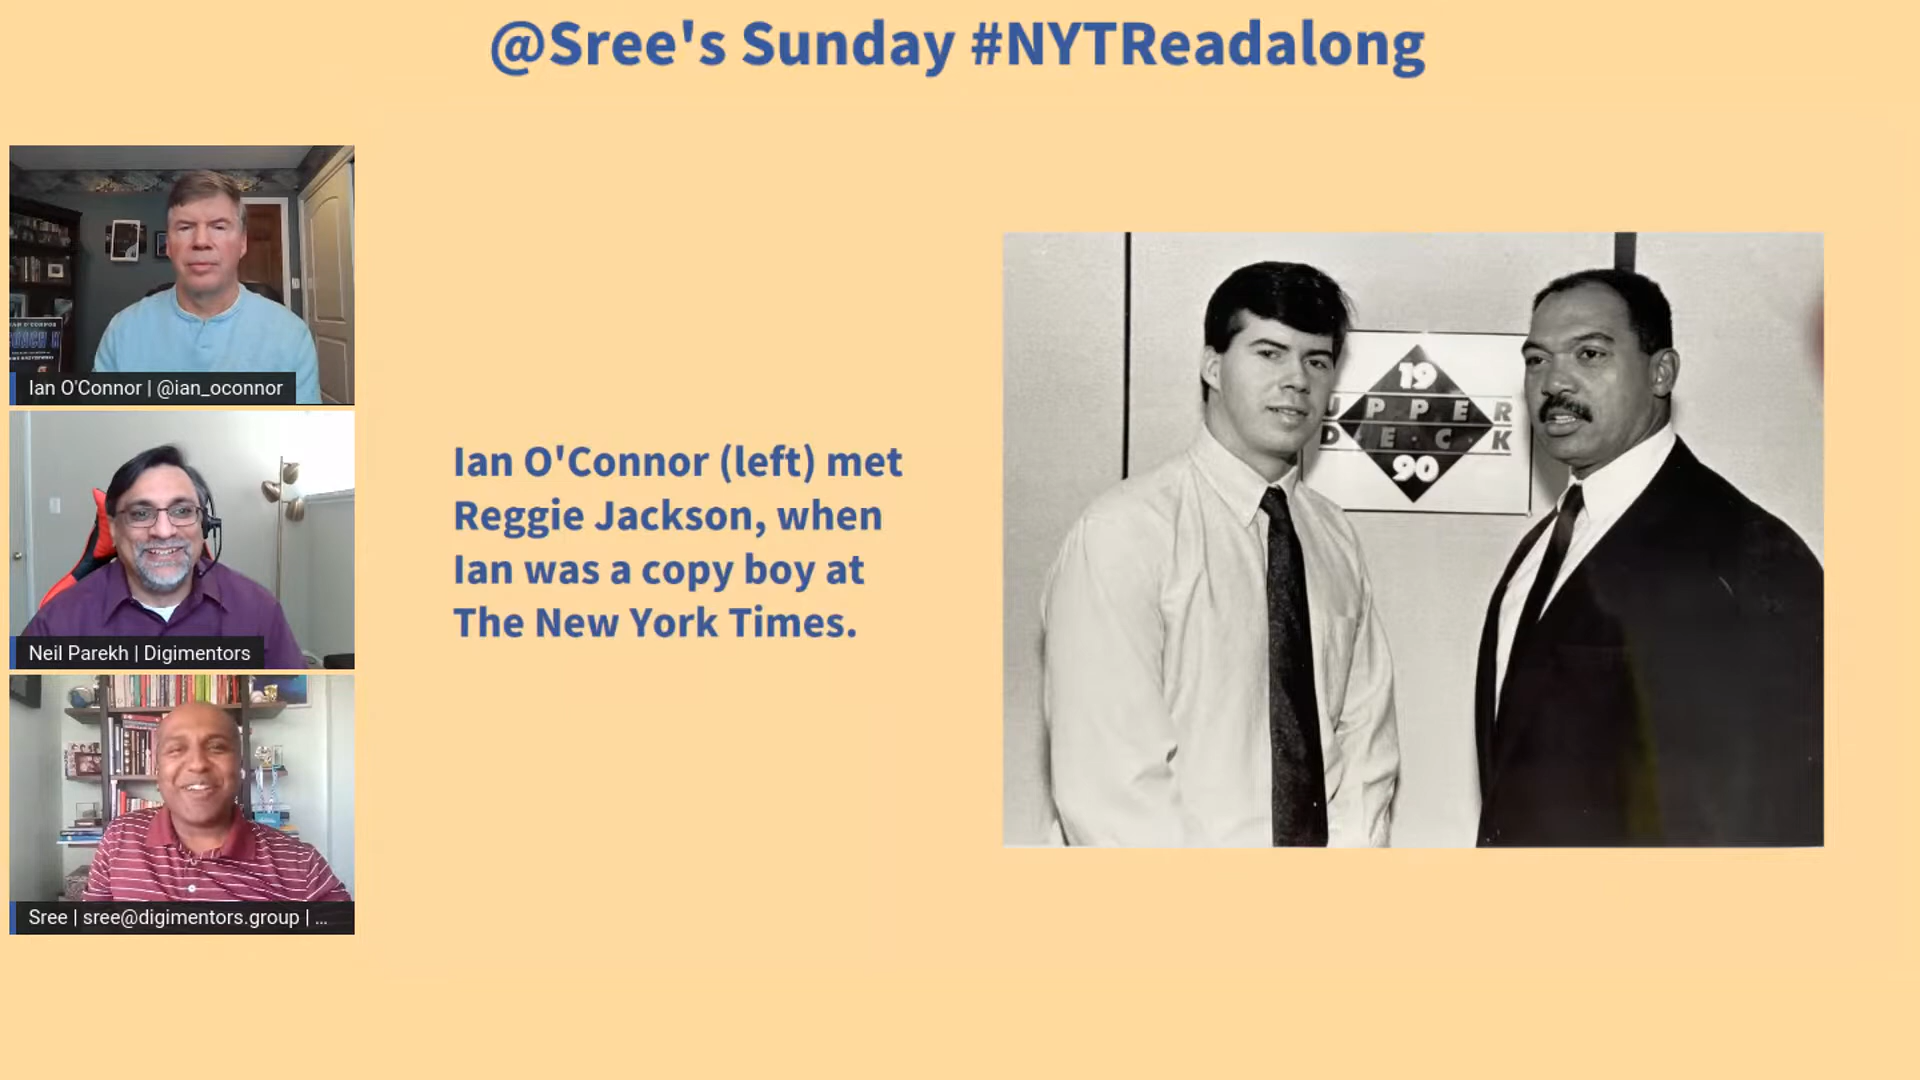 @Sree's Sunday #NYTReadalong
Ian O'Connor | @ian_oconnor
Neil Parekh | Digimentors
Sree | sree@digimentors.group | ...
Ian O'Connor (left) met
Reggie Jackson, when
Ian was a copy boy at
The New York Times.
19
UPPER
DE·C·K
90